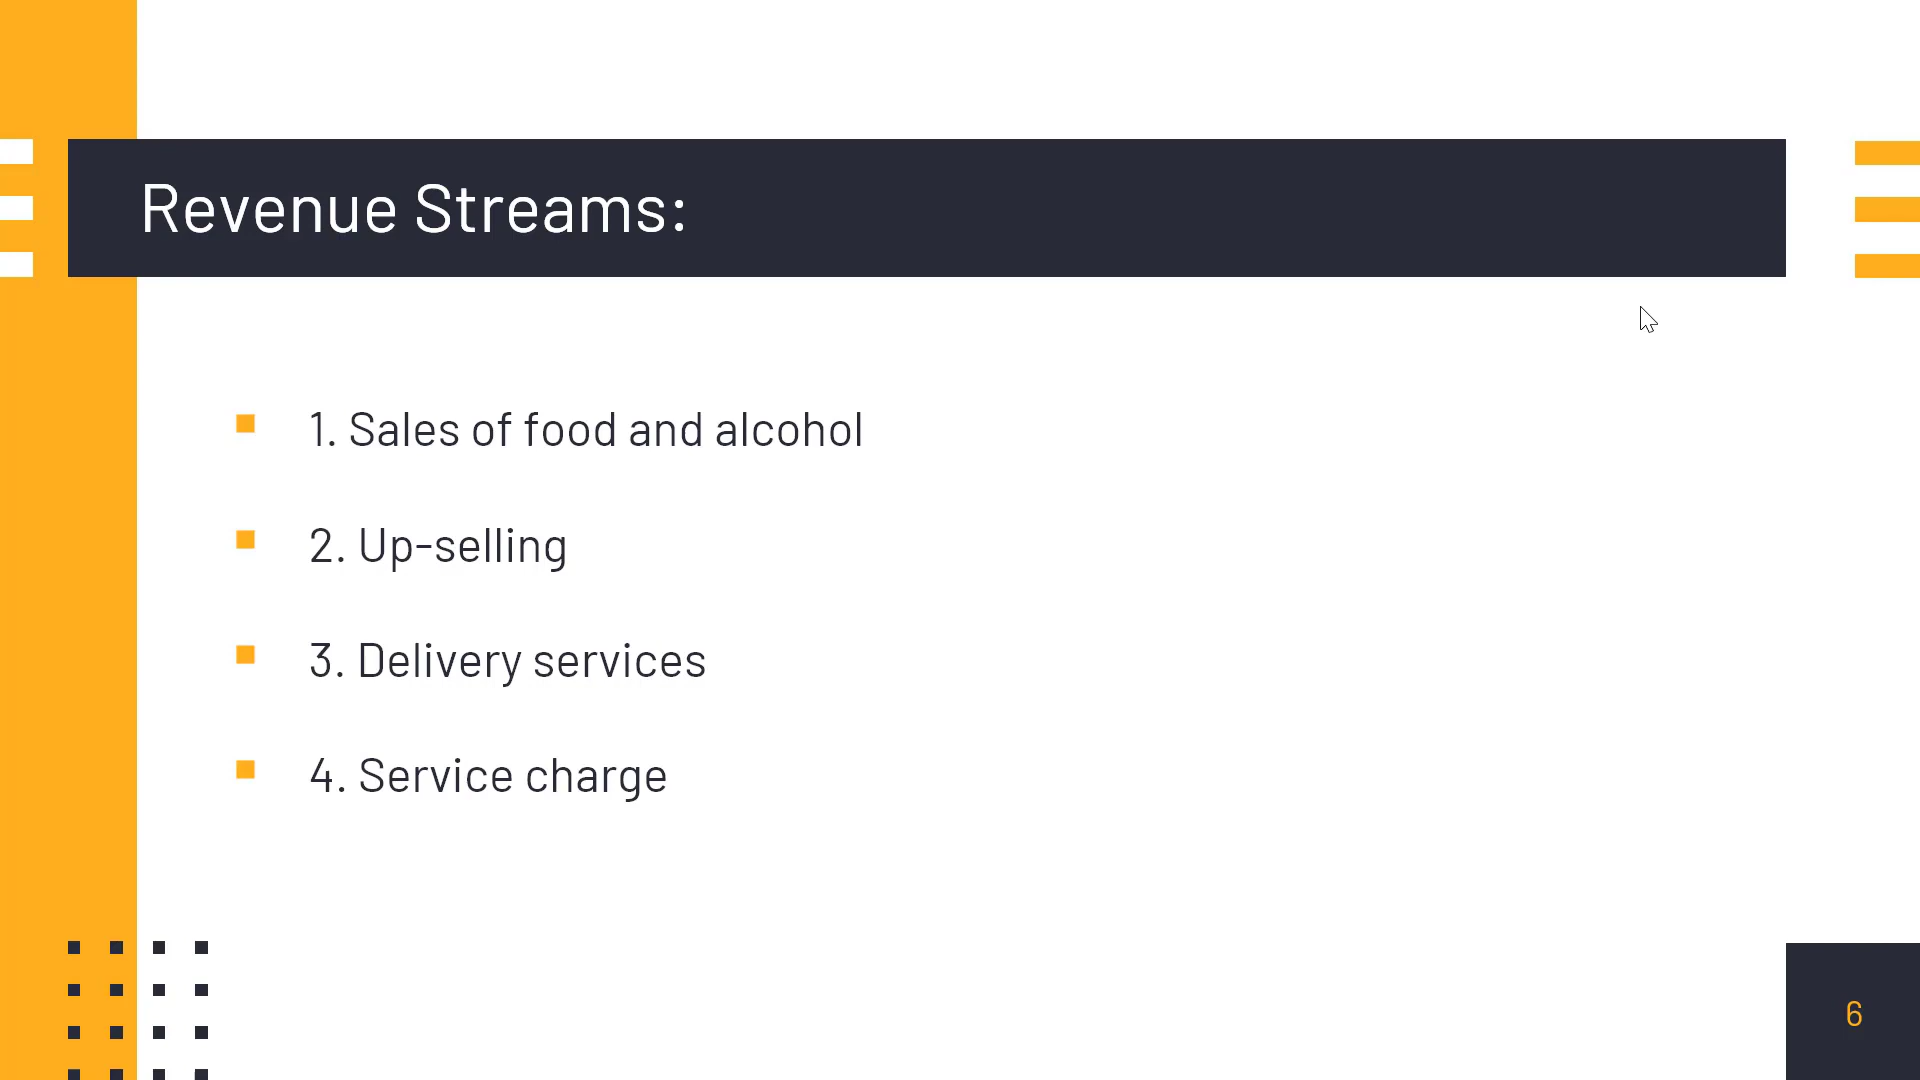 Revenue Streams:
1. Sales of food and alcohol
2. Up-selling
3. Delivery services
4. Service charge
6